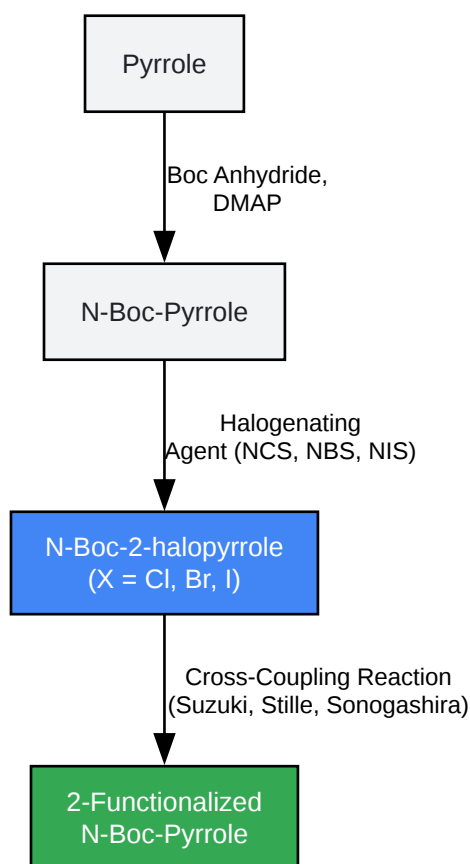 Pyrrole
Boc Anhydride,
DMAP
N-Boc-Pyrrole
Halogenating
Agent (NCS, NBS, NIS)
N-Boc-2-halopyrrole
(X = Cl, Br, I)
Cross-Coupling Reaction
(Suzuki, Stille, Sonogashira)
2-Functionalized
N-Boc-Pyrrole